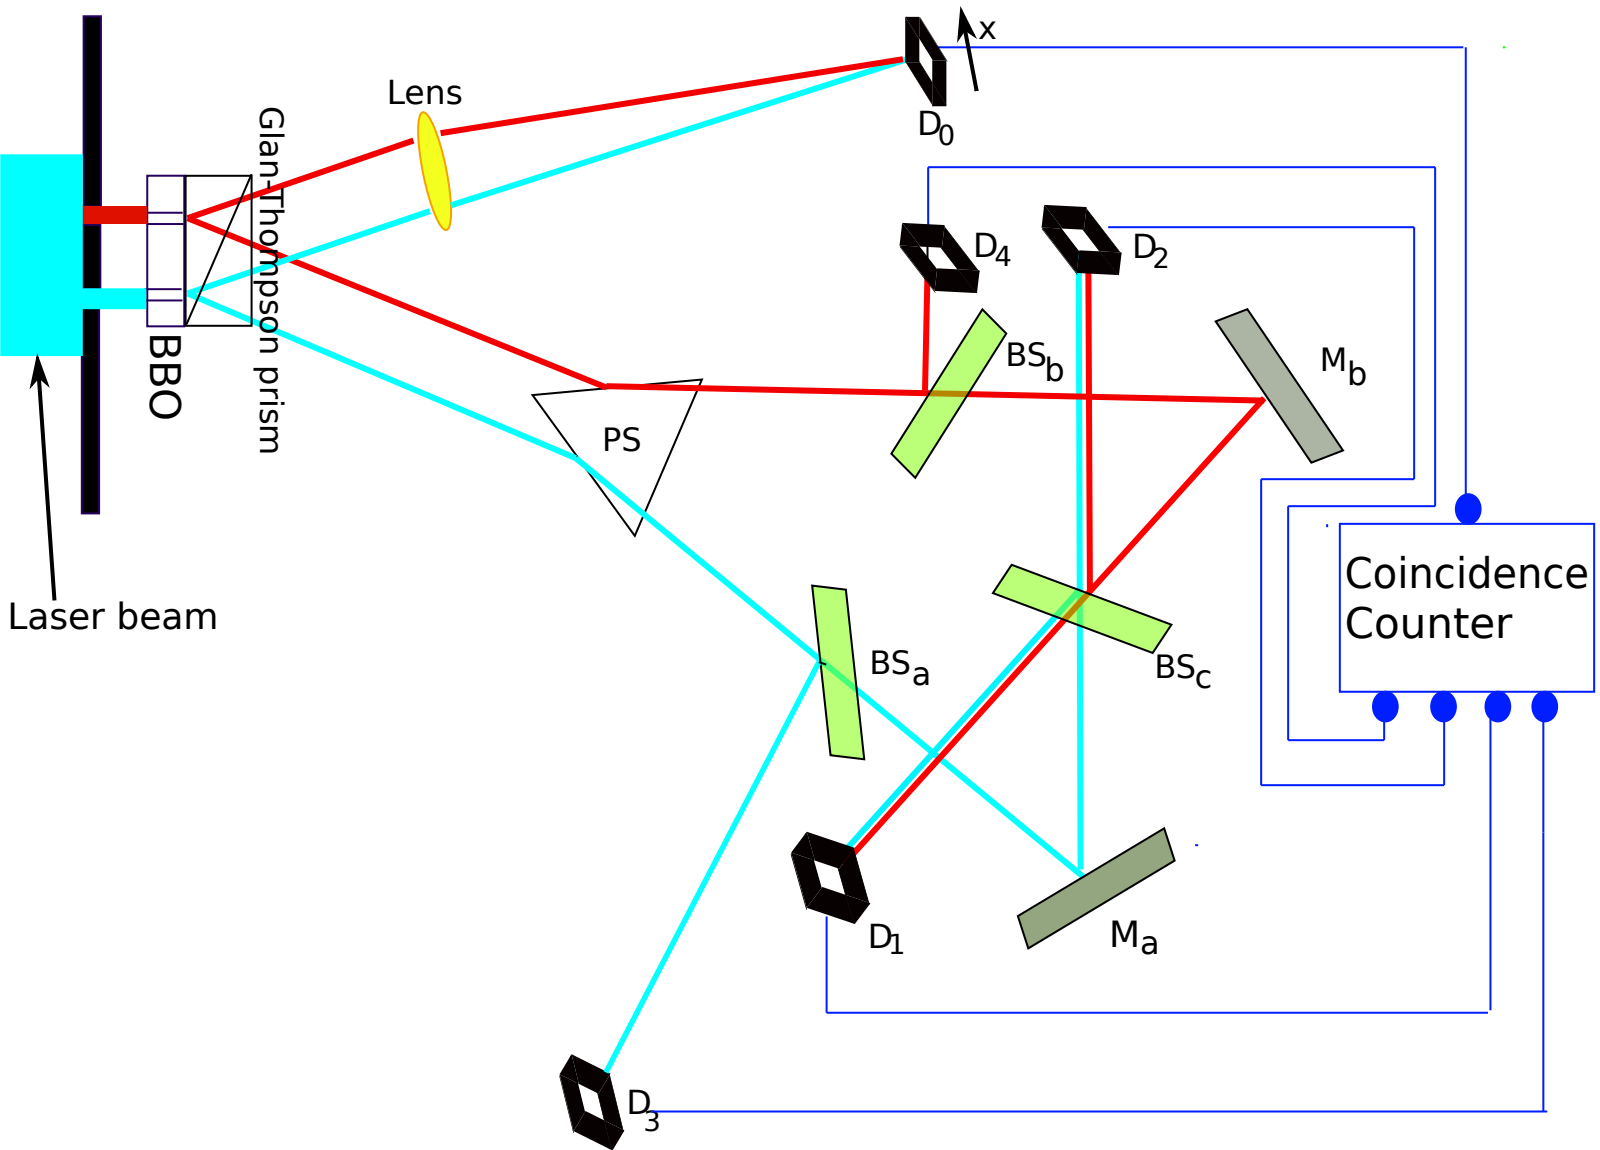 x
Lens
D0
Glan-Thompson prism
D4
D2
BBO
BSb
Mb
PS
Coincidence
Counter
Laser beam
BSa
BSc
D1
Ma
D3